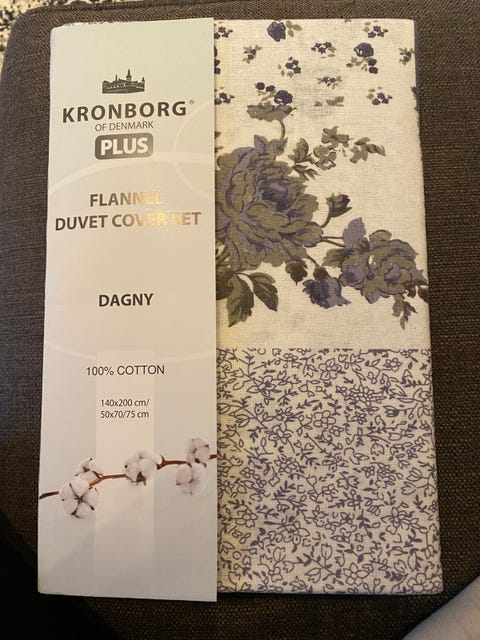 KRONBORG®
OF DENMARK
PLUS
FLANNEL
DUVET COVER SET
DAGNY
100% COTTON
140x200 cm/
50x70/75 cm